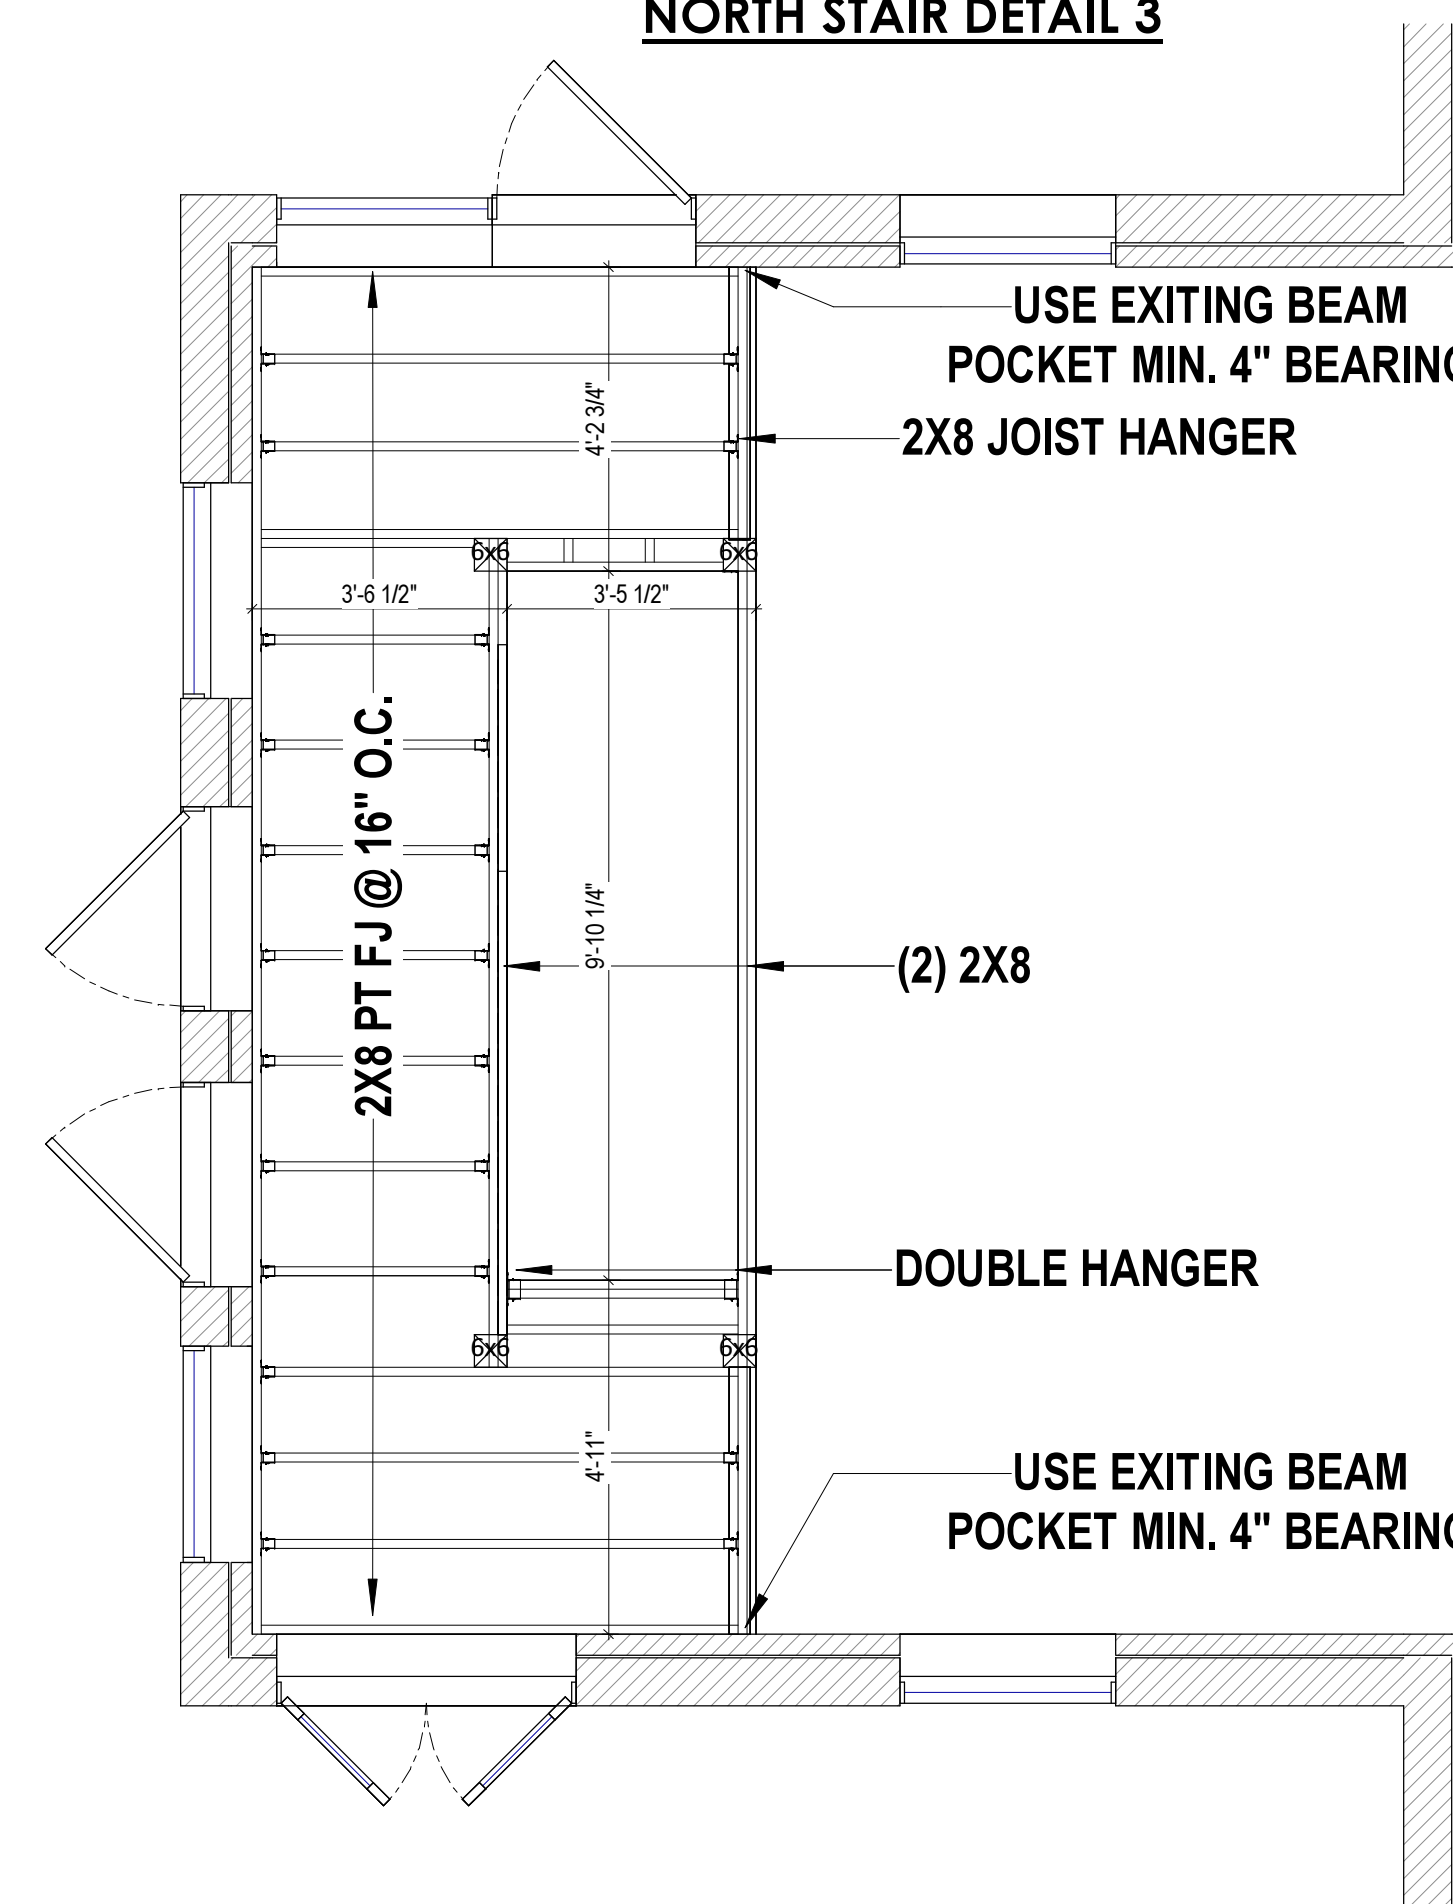 NORTH STAIR DETAIL 3
USE EXITING BEAM
POCKET MIN. 4" BEARING
2X8 JOIST HANGER
4'-2 3/4"
6x6
6x6
3'-6 1/2"
3'-5 1/2"
2X8 PT FJ @ 16" O.C.
9'-10 1/4"
(2) 2X8
DOUBLE HANGER
6x6
6x6
4'-11"
USE EXITING BEAM
POCKET MIN. 4" BEARING